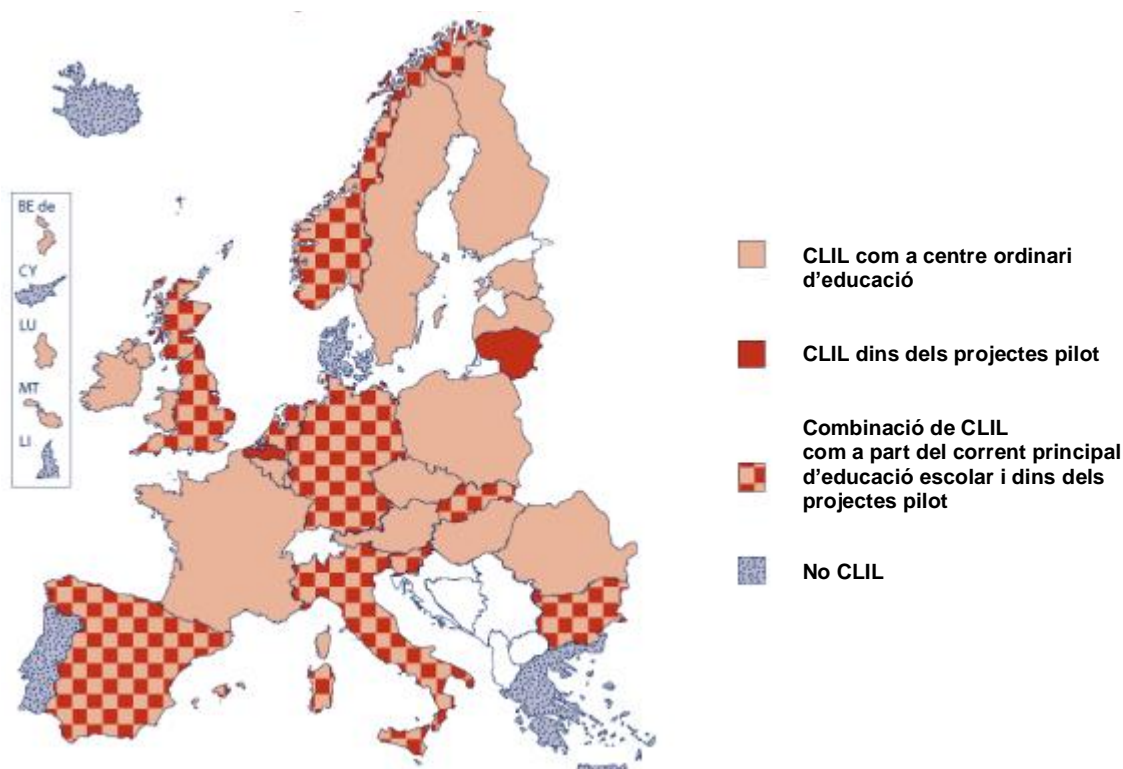 BE de
CY
LU
MT
LI
CLIL com a centre ordinari
d’educació
CLIL dins dels projectes pilot
Combinació de CLIL
com a part del corrent principal
d’educació escolar i dins dels
projectes pilot
No CLIL